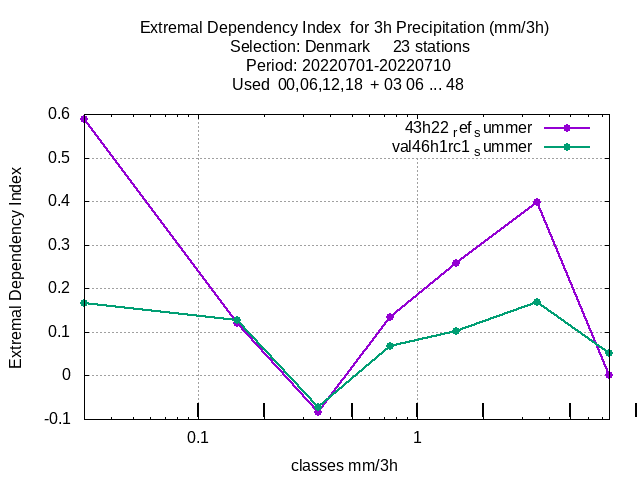 Extremal Dependency Index  for 3h Precipitation (mm/3h)
Selection: Denmark     23 stations
Period: 20220701-20220710
Used  00,06,12,18  + 03 06 ... 48
43h22 ref summer
val46h1rc1 summer
Extremal Dependency Index
0.6
0.5
0.4
0.3
0.2
0.1
0
-0.1
0.1
1
classes mm/3h